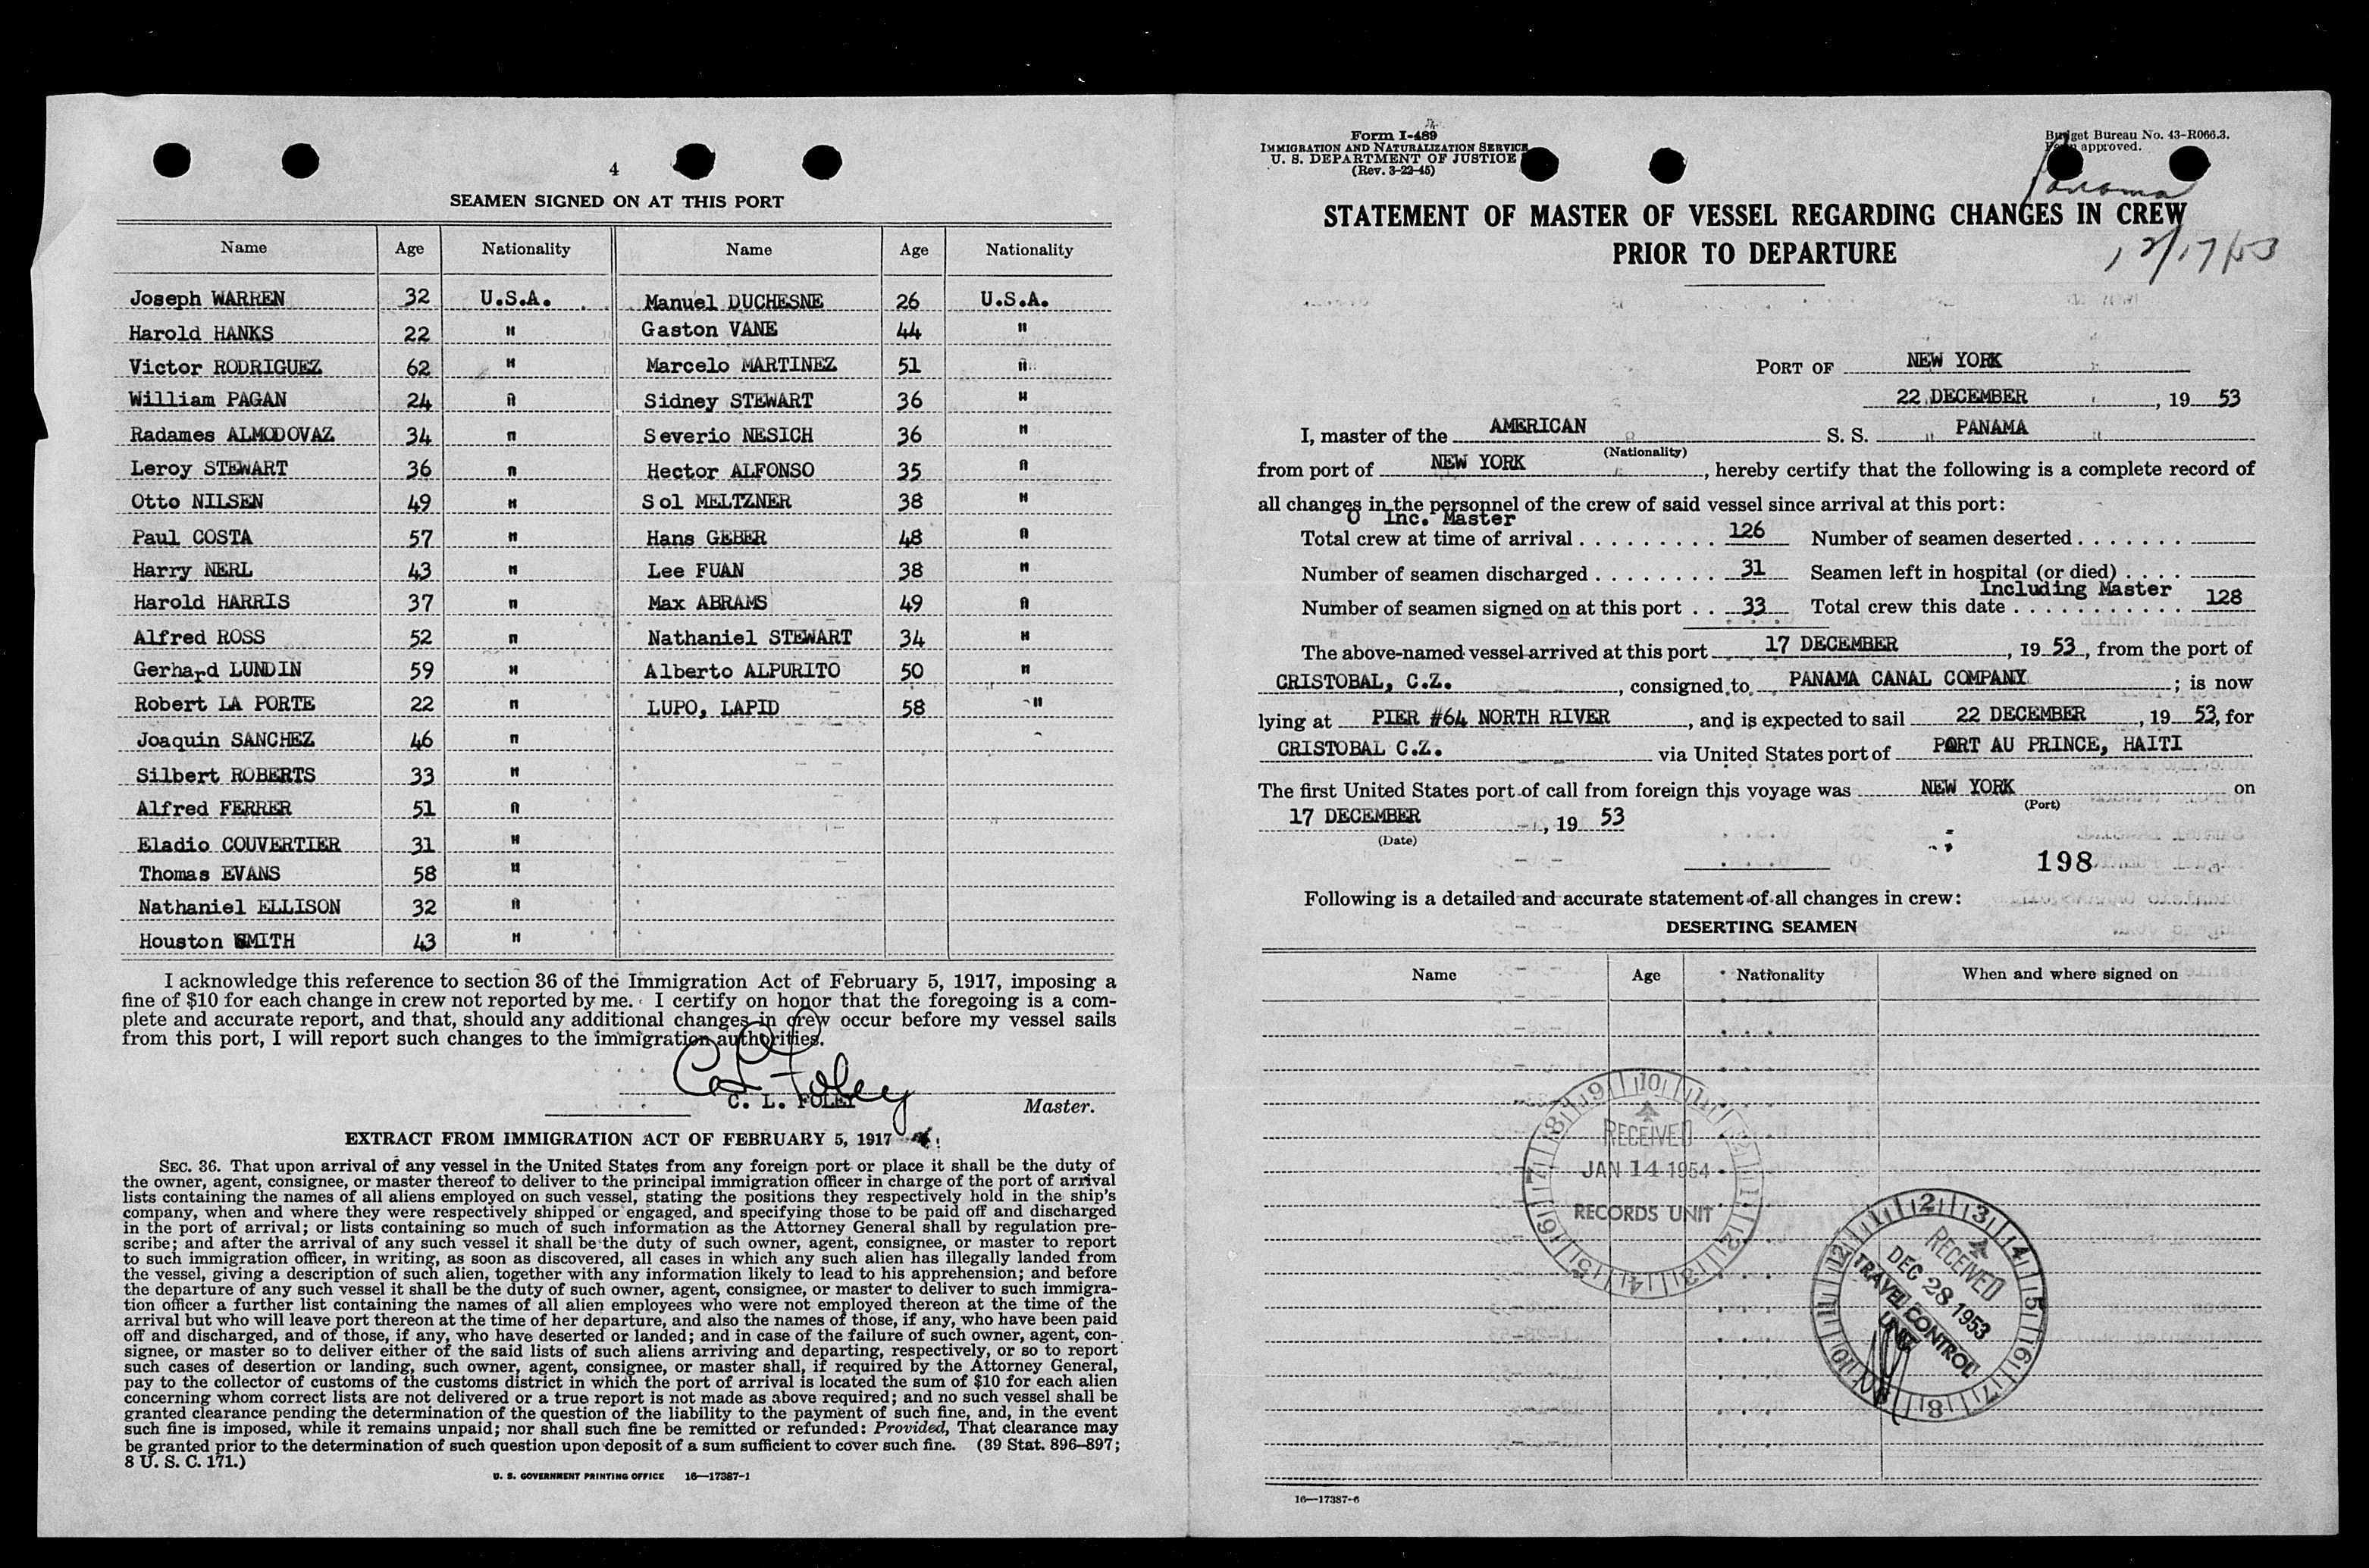 4
SEAMEN SIGNED ON AT THIS PORT
Name Age Nationality Name Age Nationality
Joseph WARREN 32 U.S.A. Manuel DUCHESNE 26 U.S.A.
Harold HANKS 22 " Gaston VANE 44 "
Victor RODRIGUEZ 62 " Marcelo MARTINEZ 51 "
William PAGAN 24 " Sidney STEWART 36 "
Radames ALMODOVAZ 34 " Severio NESICH 36 "
Leroy STEWART 36 " Hector ALFONSO 35 "
Otto NILSEN 49 " Sol MELTZNER 38 "
Paul COSTA 57 " Hans GEBER 48 "
Harry NERL 43 " Lee FUAN 38 "
Harold HARRIS 37 " Max ABRAMS 49 "
Alfred ROSS 52 " Nathaniel STEWART 34 "
Gerhard LUNDIN 59 " Alberto ALPURITO 50 "
Robert LA PORTE 22 " LUPO, LAPID 58 "
Joaquin SANCHEZ 46 "
Silbert ROBERTS 33 "
Alfred FERRER 51 "
Eladio COUVERTIER 31 "
Thomas EVANS 58 "
Nathaniel ELLISON 32 "
Houston SMITH 43 "
I acknowledge this reference to section 36 of the Immigration Act of February 5, 1917, imposing a
fine of $10 for each change in crew not reported by me. I certify on honor that the foregoing is a com-
plete and accurate report, and that, should any additional changes in crew occur before my vessel sails
from this port, I will report such changes to the immigration authorities.
C L Foley
C. L. FOLEY Master.
EXTRACT FROM IMMIGRATION ACT OF FEBRUARY 5, 1917
SEC. 36. That upon arrival of any vessel in the United States from any foreign port or place it shall be the duty of
the owner, agent, consignee, or master thereof to deliver to the principal immigration officer in charge of the port of arrival
lists containing the names of all aliens employed on such vessel, stating the positions they respectively hold in the ship's
company, when and where they were respectively shipped or engaged, and specifying those to be paid off and discharged
in the port of arrival; or lists containing so much of such information as the Attorney General shall by regulation pre-
scribe; and after the arrival of any such vessel it shall be the duty of such owner, agent, consignee, or master to report
to such immigration officer, in writing, as soon as discovered, all cases in which any such alien has illegally landed from
the vessel, giving a description of such alien, together with any information likely to lead to his apprehension; and before
the departure of any such vessel it shall be the duty of such owner, agent, consignee, or master to deliver to such immigra-
tion officer a further list containing the names of all alien employees who were not employed thereon at the time of the
arrival but who will leave port thereon at the time of her departure, and also the names of those, if any, who have been paid
off and discharged, and of those, if any, who have deserted or landed; and in case of the failure of such owner, agent, con-
signee, or master so to deliver either of the said lists of such aliens arriving and departing, respectively, or so to report
such cases of desertion or landing, such owner, agent, consignee, or master shall, if required by the Attorney General,
pay to the collector of customs of the customs district in which the port of arrival is located the sum of $10 for each alien
concerning whom correct lists are not delivered or a true report is not made as above required; and no such vessel shall be
granted clearance pending the determination of the question of the liability to the payment of such fine, and, in the event
such fine is imposed, while it remains unpaid; nor shall such fine be remitted or refunded: Provided, That clearance may
be granted prior to the determination of such question upon deposit of a sum sufficient to cover such fine. (39 Stat. 896–897;
8 U. S. C. 171.)
U. S. GOVERNMENT PRINTING OFFICE 16—17387-1
Form I-489
IMMIGRATION AND NATURALIZATION SERVICE
U. S. DEPARTMENT OF JUSTICE
(Rev. 3-22-45)
Budget Bureau No. 43-R066.3.
Form approved.
Panama
STATEMENT OF MASTER OF VESSEL REGARDING CHANGES IN CREW
PRIOR TO DEPARTURE
12/17/53
PORT OF NEW YORK
22 DECEMBER, 19 53
I, master of the AMERICAN S. S. PANAMA
(Nationality)
from port of NEW YORK, hereby certify that the following is a complete record of
all changes in the personnel of the crew of said vessel since arrival at this port:
O Inc. Master
Total crew at time of arrival . . . . . . . . . 126 Number of seamen deserted . . . . . . .
Number of seamen discharged . . . . . . . . 31 Seamen left in hospital (or died) . . . .
Including Master
Number of seamen signed on at this port . . 33 Total crew this date . . . . . . . . . . . 128
The above-named vessel arrived at this port 17 DECEMBER, 19 53, from the port of
CRISTOBAL, C.Z., consigned to PANAMA CANAL COMPANY; is now
lying at PIER #64 NORTH RIVER, and is expected to sail 22 DECEMBER, 19 53, for
CRISTOBAL C.Z. via United States port of PORT AU PRINCE, HAITI
The first United States port of call from foreign this voyage was NEW YORK on
(Port)
17 DECEMBER, 19 53
(Date)
198
Following is a detailed and accurate statement of all changes in crew:
DESERTING SEAMEN
Name Age Nationality When and where signed on
RECEIVED
JAN 14 1954
RECORDS UNIT
RECEIVED
DEC 28 1953
TRAVEL CONTROL
UNIT
16—17387-6